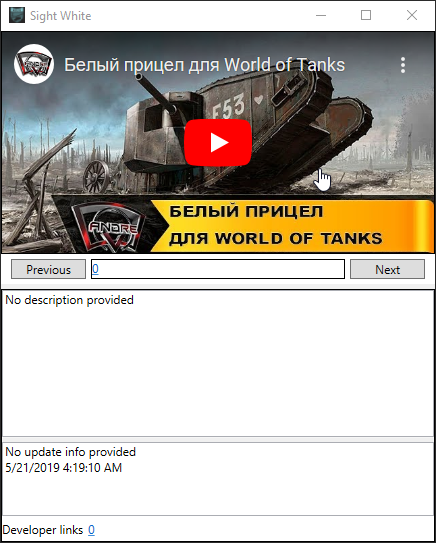 Sight White
Белый прицел для World of Tanks
F53
БЕЛЫЙ ПРИЦЕЛ
ДЛЯ WORLD OF TANKS
ANDRE
Previous
0
Next
No description provided
No update info provided
5/21/2019 4:19:10 AM
Developer links 0